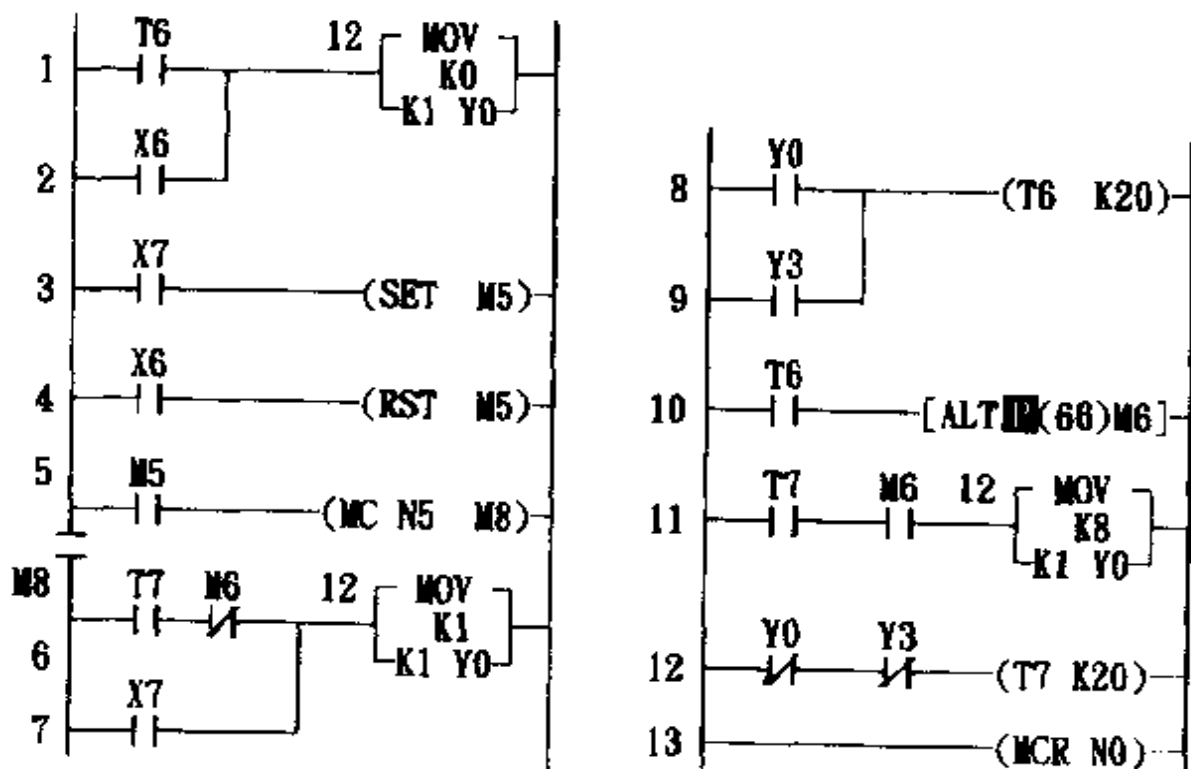 T6
12
MOV
1
K0
K1 Y0
X6
2
X7
3
(SET M5)
X6
4
(RST M5)
5
M5
(MC N5 M8)
M8
T7
M6
12
MOV
K1
K1 Y0
6
X7
7
Y0
8
(T6 K20)
Y3
9
T6
10
[ALT (66)M6]
T7
M6
12
MOV
11
K8
K1 Y0
Y0
Y3
12
(T7 K20)
13
(MCR N0)